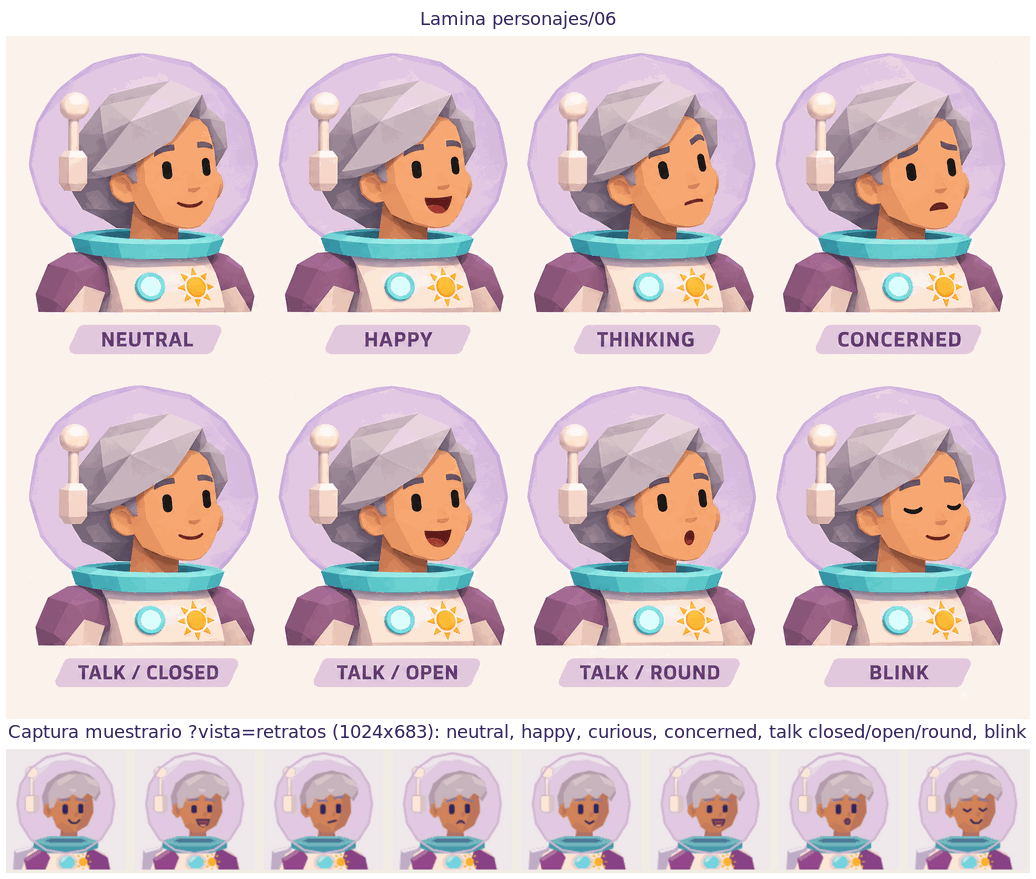 Lamina personajes/06
NEUTRAL
HAPPY
THINKING
CONCERNED
TALK / CLOSED
TALK / OPEN
TALK / ROUND
BLINK
Captura muestrario ?vista=retratos (1024x683): neutral, happy, curious, concerned, talk closed/open/round, blink